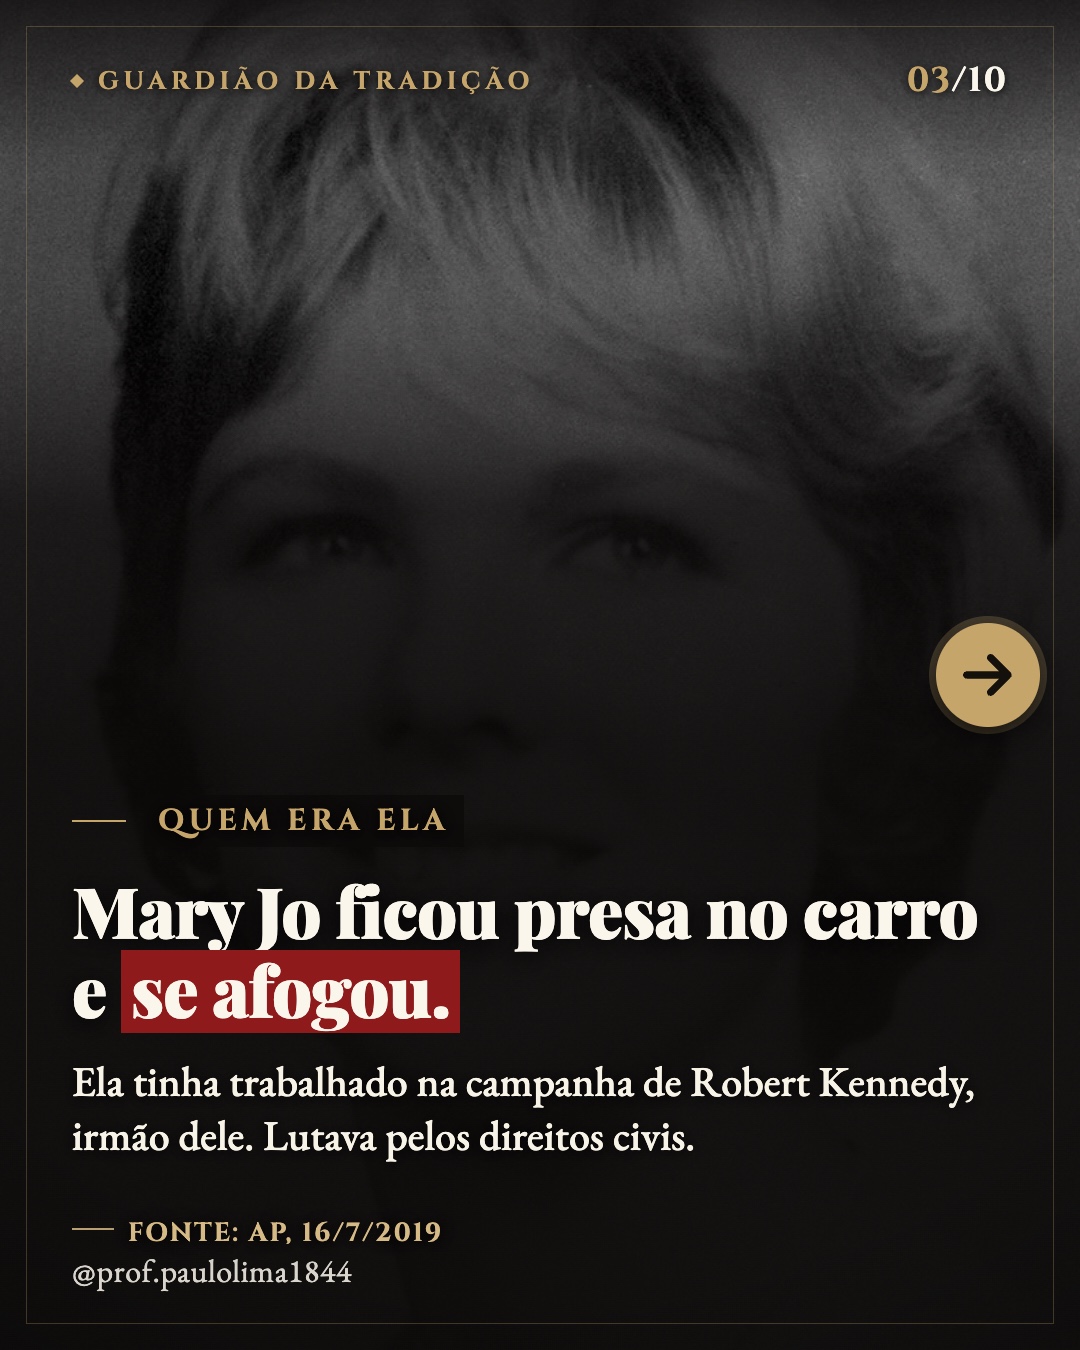 GUARDIÃO DA TRADIÇÃO
03/10
QUEM ERA ELA
Mary Jo ficou presa no carro
e se afogou.
Ela tinha trabalhado na campanha de Robert Kennedy,
irmão dele. Lutava pelos direitos civis.
FONTE: AP, 16/7/2019
@prof.paulolima1844